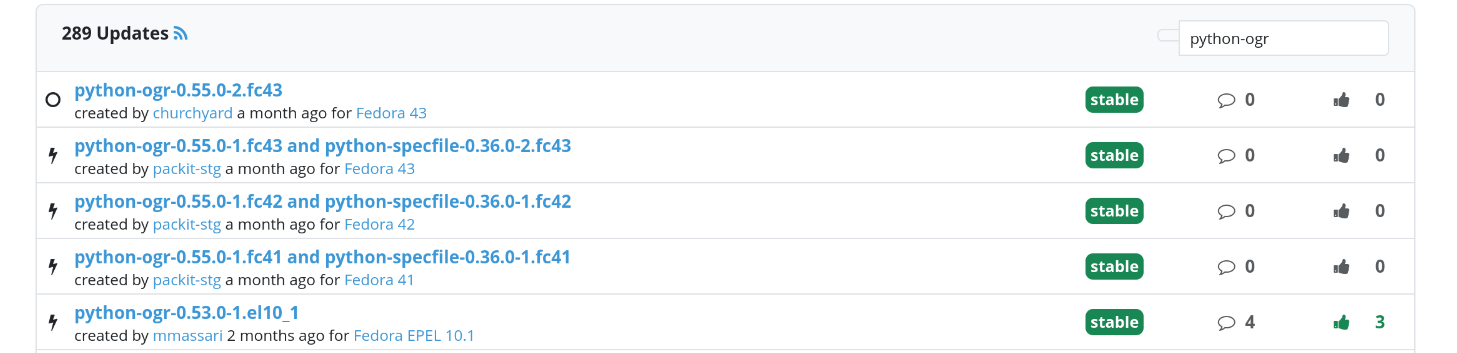 289 Updates
python-ogr
python-ogr-0.55.0-2.fc43
created by churchyard a month ago for Fedora 43
stable 0 0
python-ogr-0.55.0-1.fc43 and python-specfile-0.36.0-2.fc43
created by packit-stg a month ago for Fedora 43
stable 0 0
python-ogr-0.55.0-1.fc42 and python-specfile-0.36.0-1.fc42
created by packit-stg a month ago for Fedora 42
stable 0 0
python-ogr-0.55.0-1.fc41 and python-specfile-0.36.0-1.fc41
created by packit-stg a month ago for Fedora 41
stable 0 0
python-ogr-0.53.0-1.el10_1
created by mmassari 2 months ago for Fedora EPEL 10.1
stable 4 3